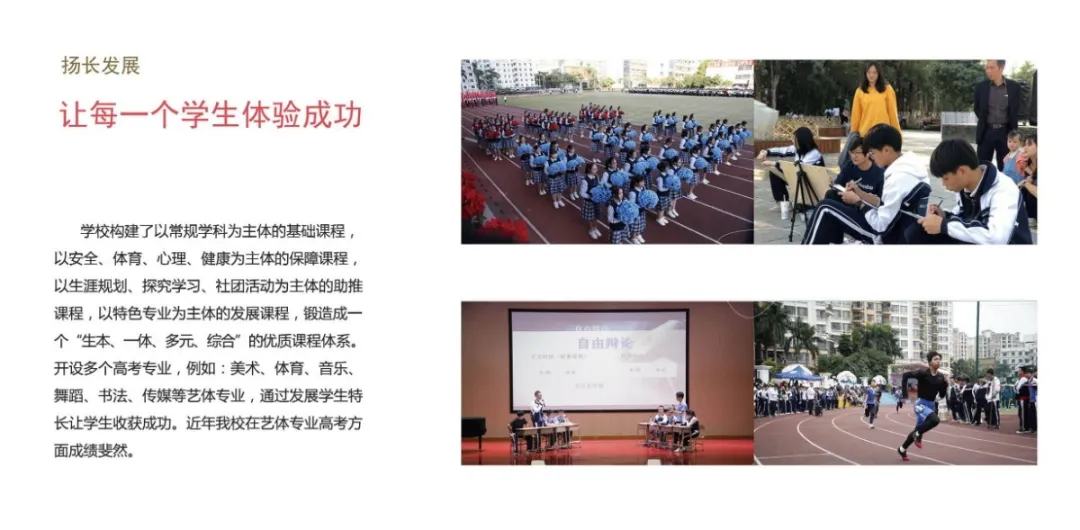 扬长发展
让每一个学生体验成功
学校构建了以常规学科为主体的基础课程，
以安全、体育、心理、健康为主体的保障课程，
以生涯规划、探究学习、社团活动为主体的助推
课程，以特色专业为主体的发展课程，锻造成一
个“生本、一体、多元、综合”的优质课程体系。
开设多个高考专业，例如：美术、体育、音乐、
舞蹈、书法、传媒等艺体专业，通过发展学生特
长让学生收获成功。近年我校在艺体专业高考方
面成绩斐然。
自由辩论